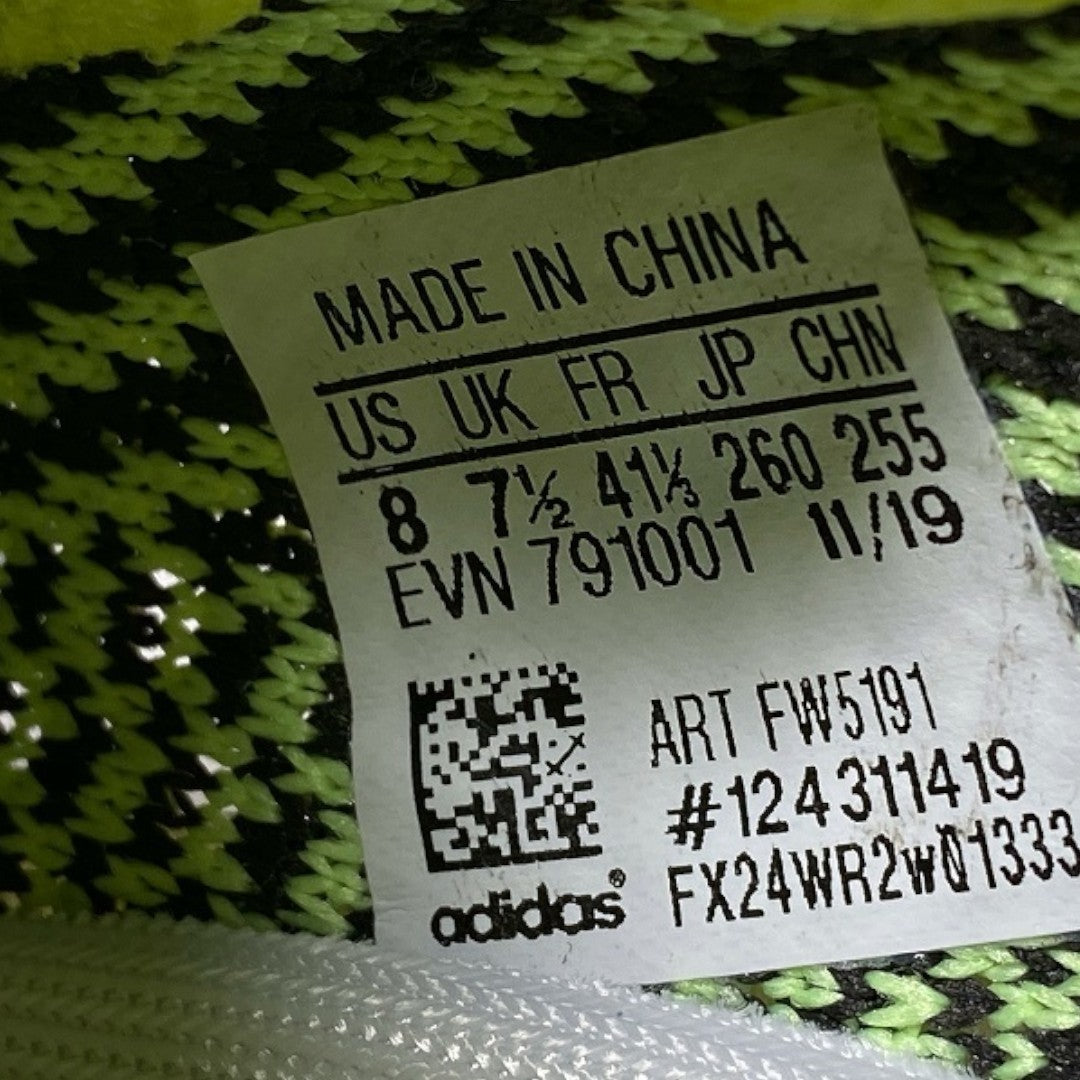 MADE IN CHINA
US UK FR JP CHN
8 7½ 41⅓ 260 255
EVN 791001 11/19
ART FW5191
#124311419
FX24WR2wQ1333
adidas®